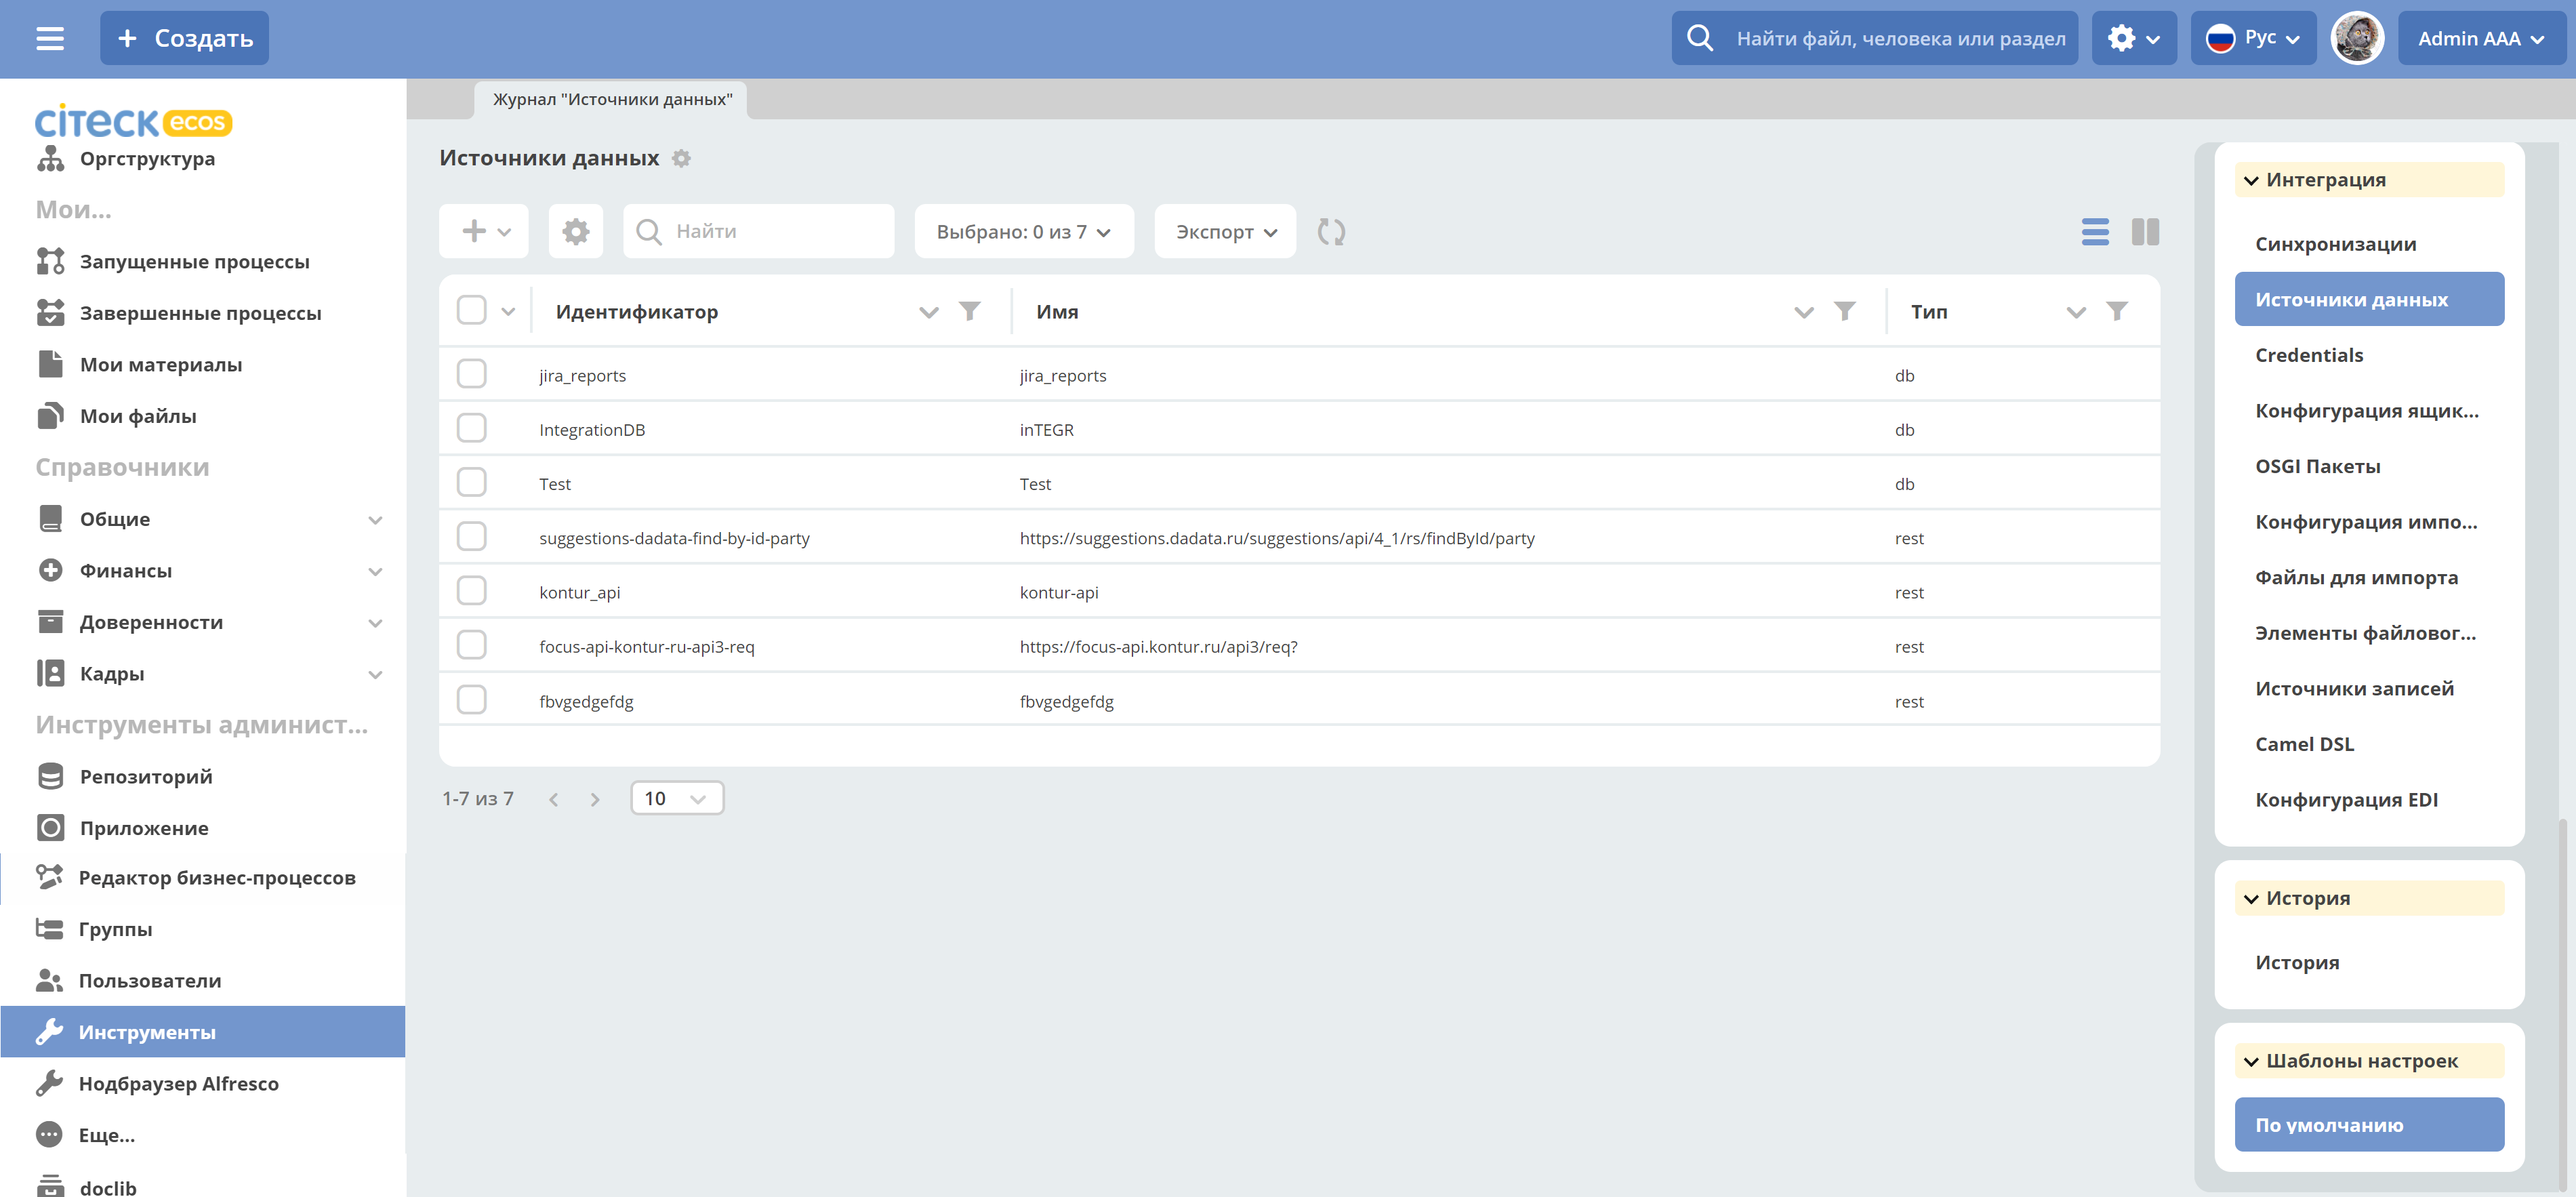 Создать
Найти файл, человека или раздел
Рус
Admin AAA
citeck ecos
Оргструктура
Мои...
Запущенные процессы
Завершенные процессы
Мои материалы
Мои файлы
Справочники
Общие
Финансы
Доверенности
Кадры
Инструменты админист...
Репозиторий
Приложение
Редактор бизнес-процессов
Группы
Пользователи
Инструменты
Нодбраузер Alfresco
Еще...
doclib
Журнал "Источники данных"
Источники данных
Найти
Выбрано: 0 из 7
Экспорт
Идентификатор Имя Тип
jira_reports jira_reports db
IntegrationDB inTEGR db
Test Test db
suggestions-dadata-find-by-id-party https://suggestions.dadata.ru/suggestions/api/4_1/rs/findById/party rest
kontur_api kontur-api rest
focus-api-kontur-ru-api3-req https://focus-api.kontur.ru/api3/req? rest
fbvgedgefdg fbvgedgefdg rest
1-7 из 7
10
Интеграция
Синхронизации
Источники данных
Credentials
Конфигурация ящик...
OSGI Пакеты
Конфигурация импо...
Файлы для импорта
Элементы файловог...
Источники записей
Camel DSL
Конфигурация EDI
История
История
Шаблоны настроек
По умолчанию